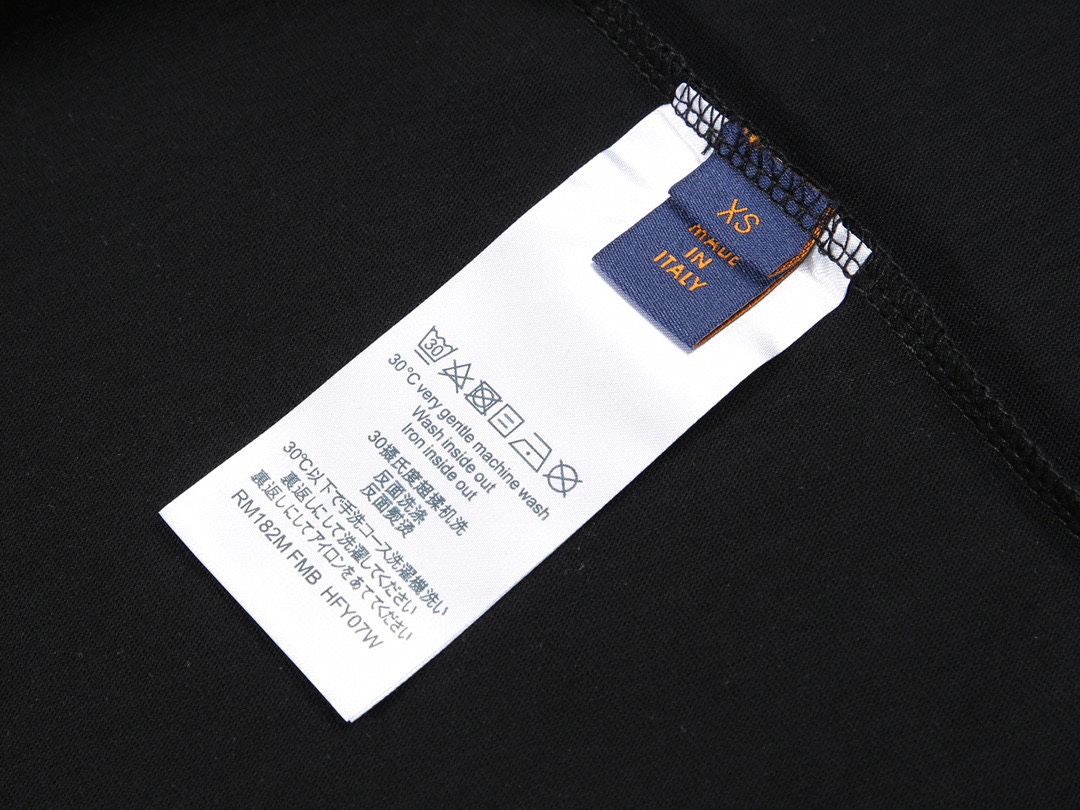 XS
MADE
IN
ITALY
30
30°C very gentle machine wash
Wash inside out
Iron inside out
30摄氏度超揉机洗
反面洗涤
反面熨烫
30℃以下で手洗コース洗濯機洗い
裏返しにして洗濯してください
裏返しにしてアイロンをあててください
RM182M FMB HFY07W